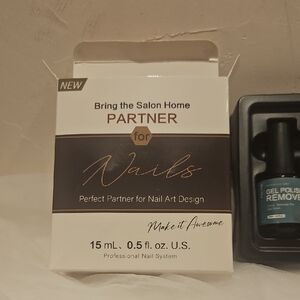 NEW
Bring the Salon Home
PARTNER
for
Nails
Perfect Partner for Nail Art Design
Make it Awesome
15 mL、0.5 fl. oz. U.S.
Professional Nail System
GEL POLISH
REMOVER